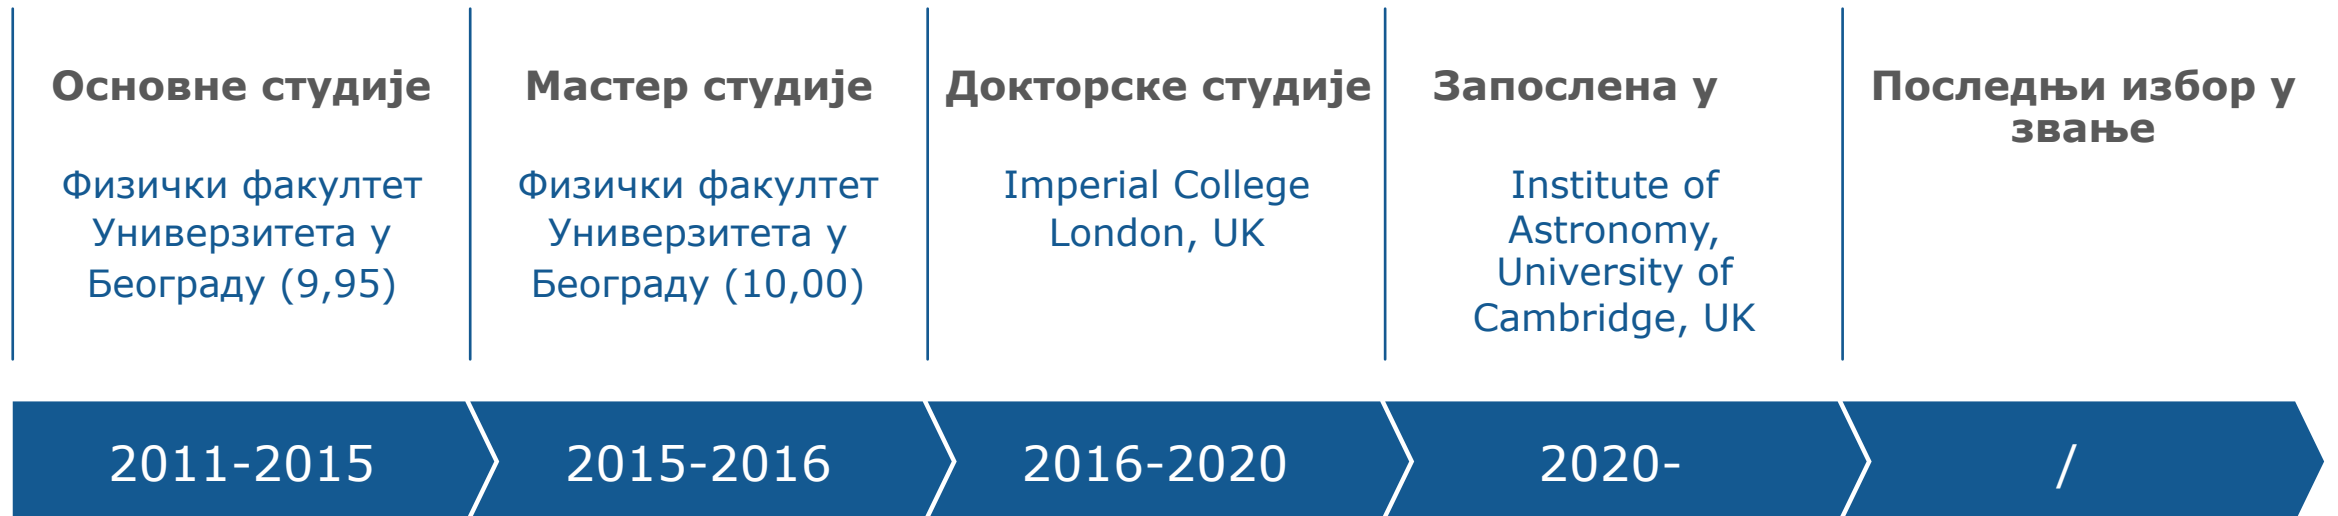 Основне студије
Физички факултет
Универзитета у
Београду (9,95)
Мастер студије
Физички факултет
Универзитета у
Београду (10,00)
Докторске студије
Imperial College
London, UK
Запослена у
Institute of
Astronomy,
University of
Cambridge, UK
Последњи избор у
звање
2011-2015
2015-2016
2016-2020
2020-
/